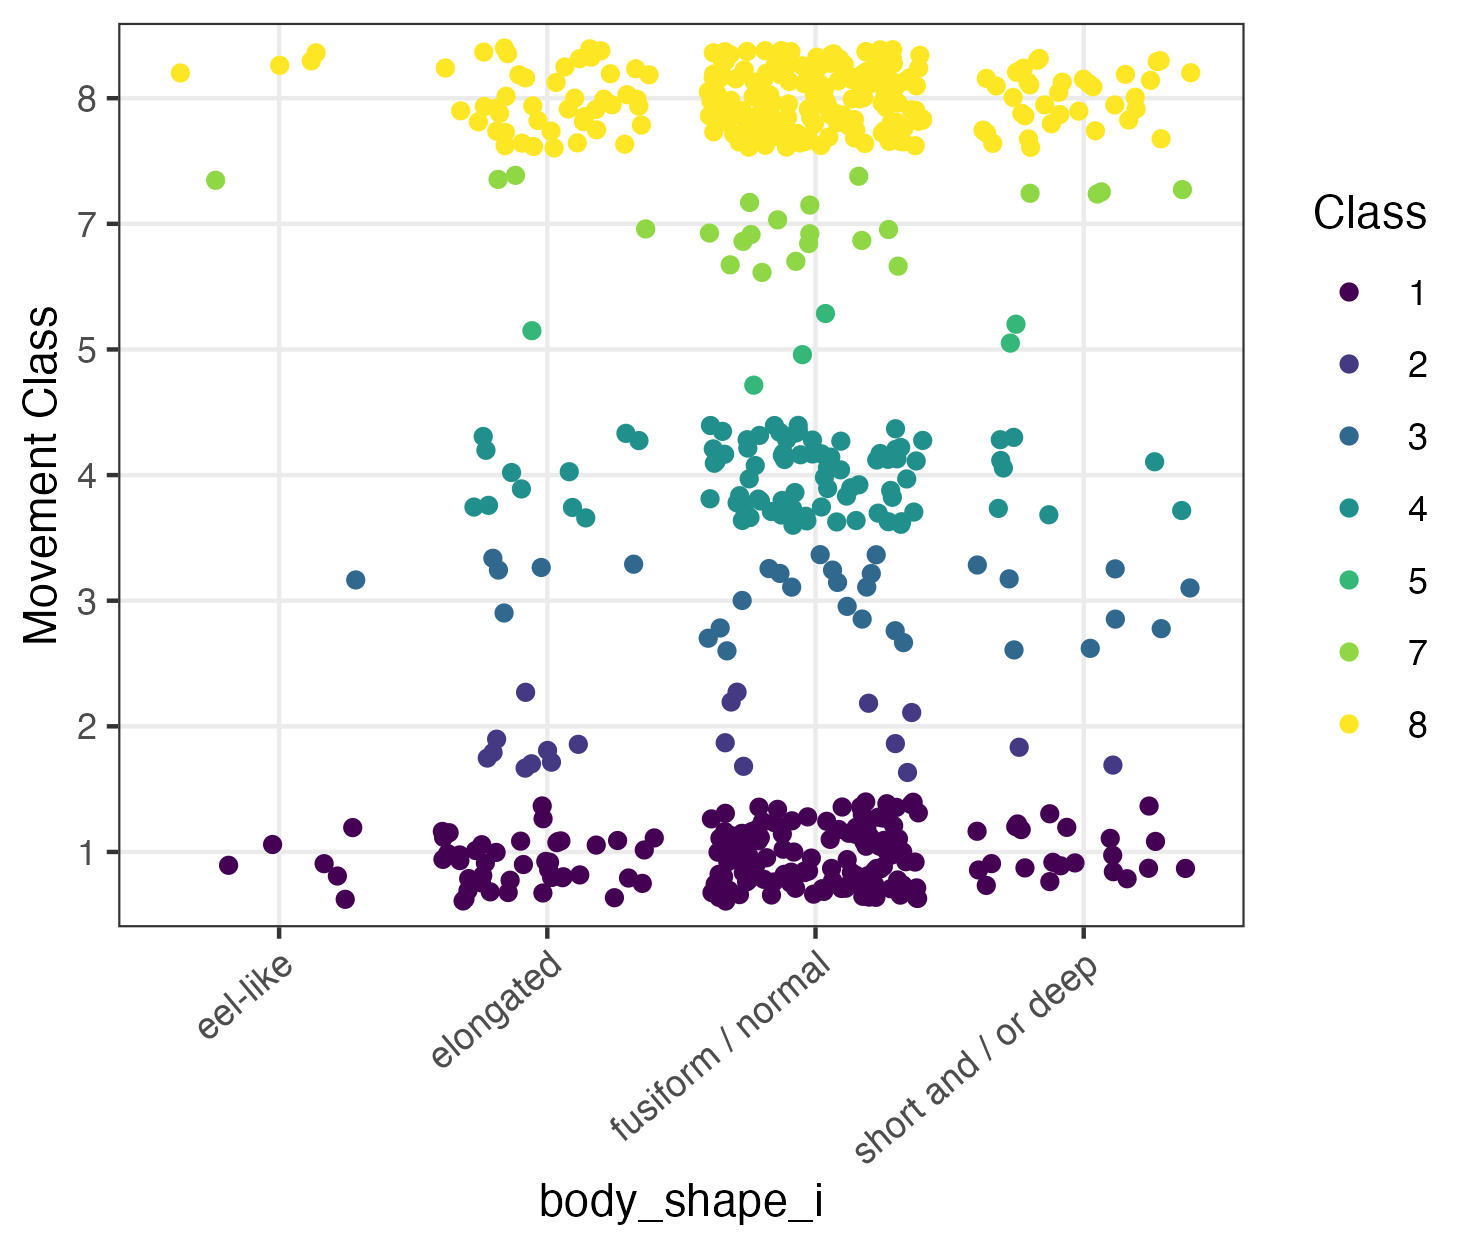 Movement Class
8
7
5
4
3
2
1
eel-like
elongated
fusiform / normal
short and / or deep
body_shape_i
Class
1
2
3
4
5
7
8